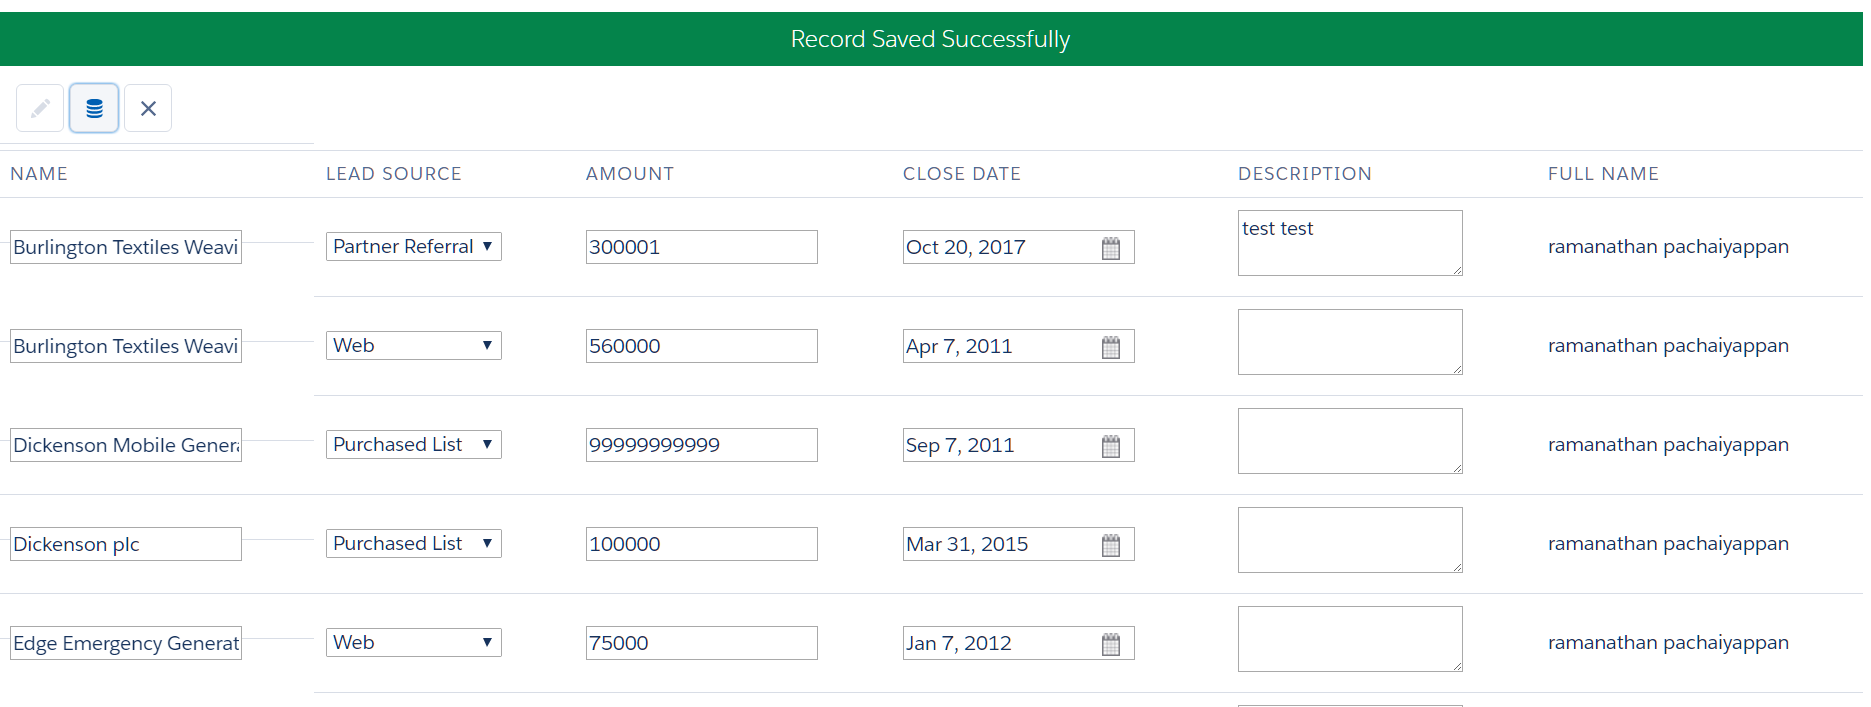 Record Saved Successfully
NAME LEAD SOURCE AMOUNT CLOSE DATE DESCRIPTION FULL NAME
Burlington Textiles Weavi Partner Referral 300001 Oct 20, 2017 test test ramanathan pachaiyappan
Burlington Textiles Weavi Web 560000 Apr 7, 2011 ramanathan pachaiyappan
Dickenson Mobile Genera Purchased List 99999999999 Sep 7, 2011 ramanathan pachaiyappan
Dickenson plc Purchased List 100000 Mar 31, 2015 ramanathan pachaiyappan
Edge Emergency Generat Web 75000 Jan 7, 2012 ramanathan pachaiyappan